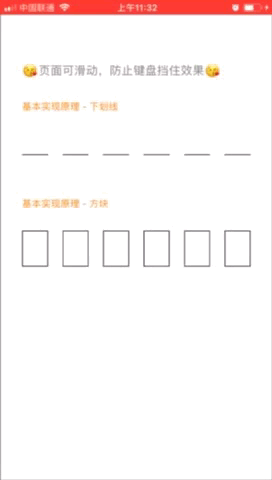 中国联通
上午11:32
😘页面可滑动，防止键盘挡住效果😘
基本实现原理 - 下划线
基本实现原理 - 方块